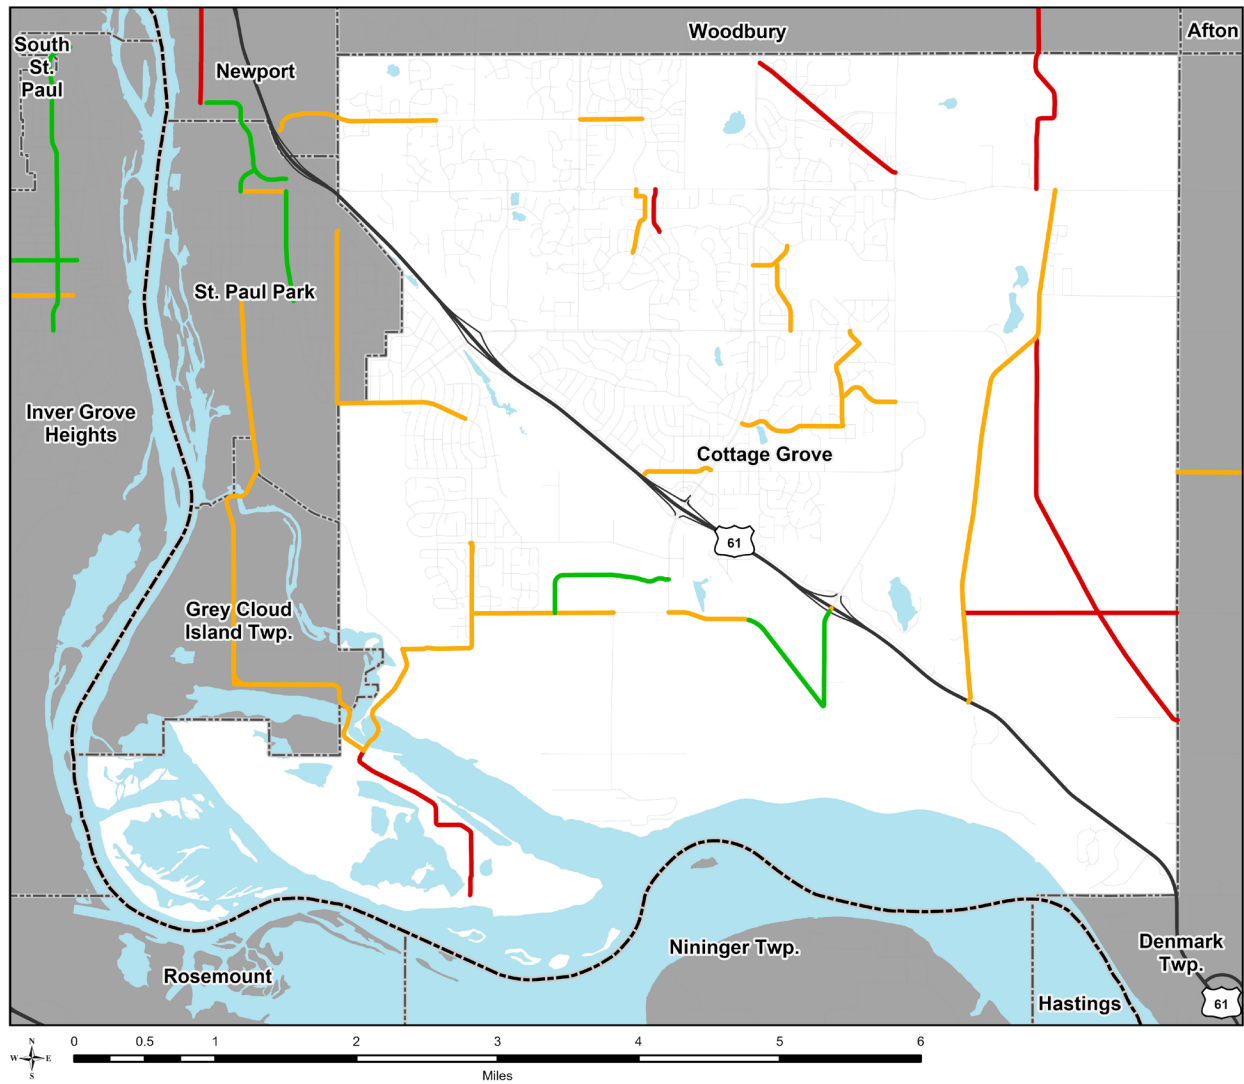 Woodbury
Afton
South
St.
Paul
Newport
St. Paul Park
Inver Grove
Heights
Cottage Grove
61
Grey Cloud
Island Twp.
Nininger Twp.
Denmark
Twp.
Rosemount
Hastings
61
N
W E
S
0 0.5 1 2 3 4 5 6
Miles